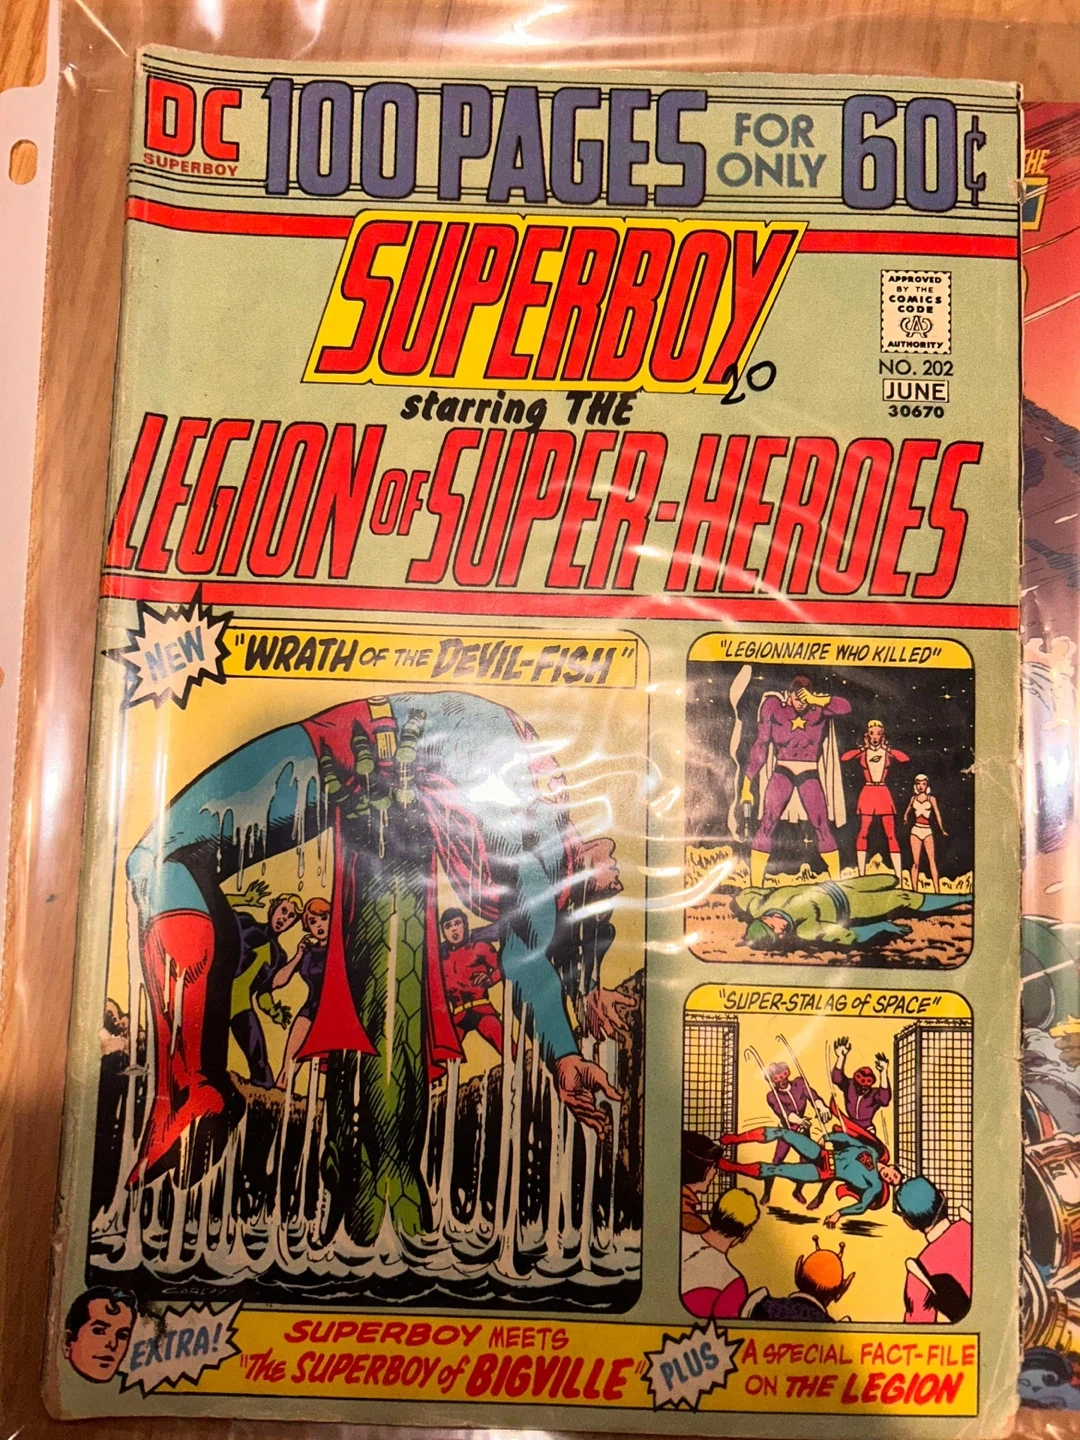 DC 100 PAGES FOR ONLY 60¢
SUPERBOY
SUPERBOY
APPROVED
BY THE
COMICS
CODE
AUTHORITY
NO. 202
JUNE
30670
20
starring THE
LEGION OF SUPER-HEROES
NEW
"WRATH OF THE DEVIL-FISH"
"LEGIONNAIRE WHO KILLED"
"SUPER-STALAG of SPACE"
EXTRA!
SUPERBOY MEETS
"The SUPERBOY of BIGVILLE"
PLUS
A SPECIAL FACT-FILE
ON THE LEGION
THE